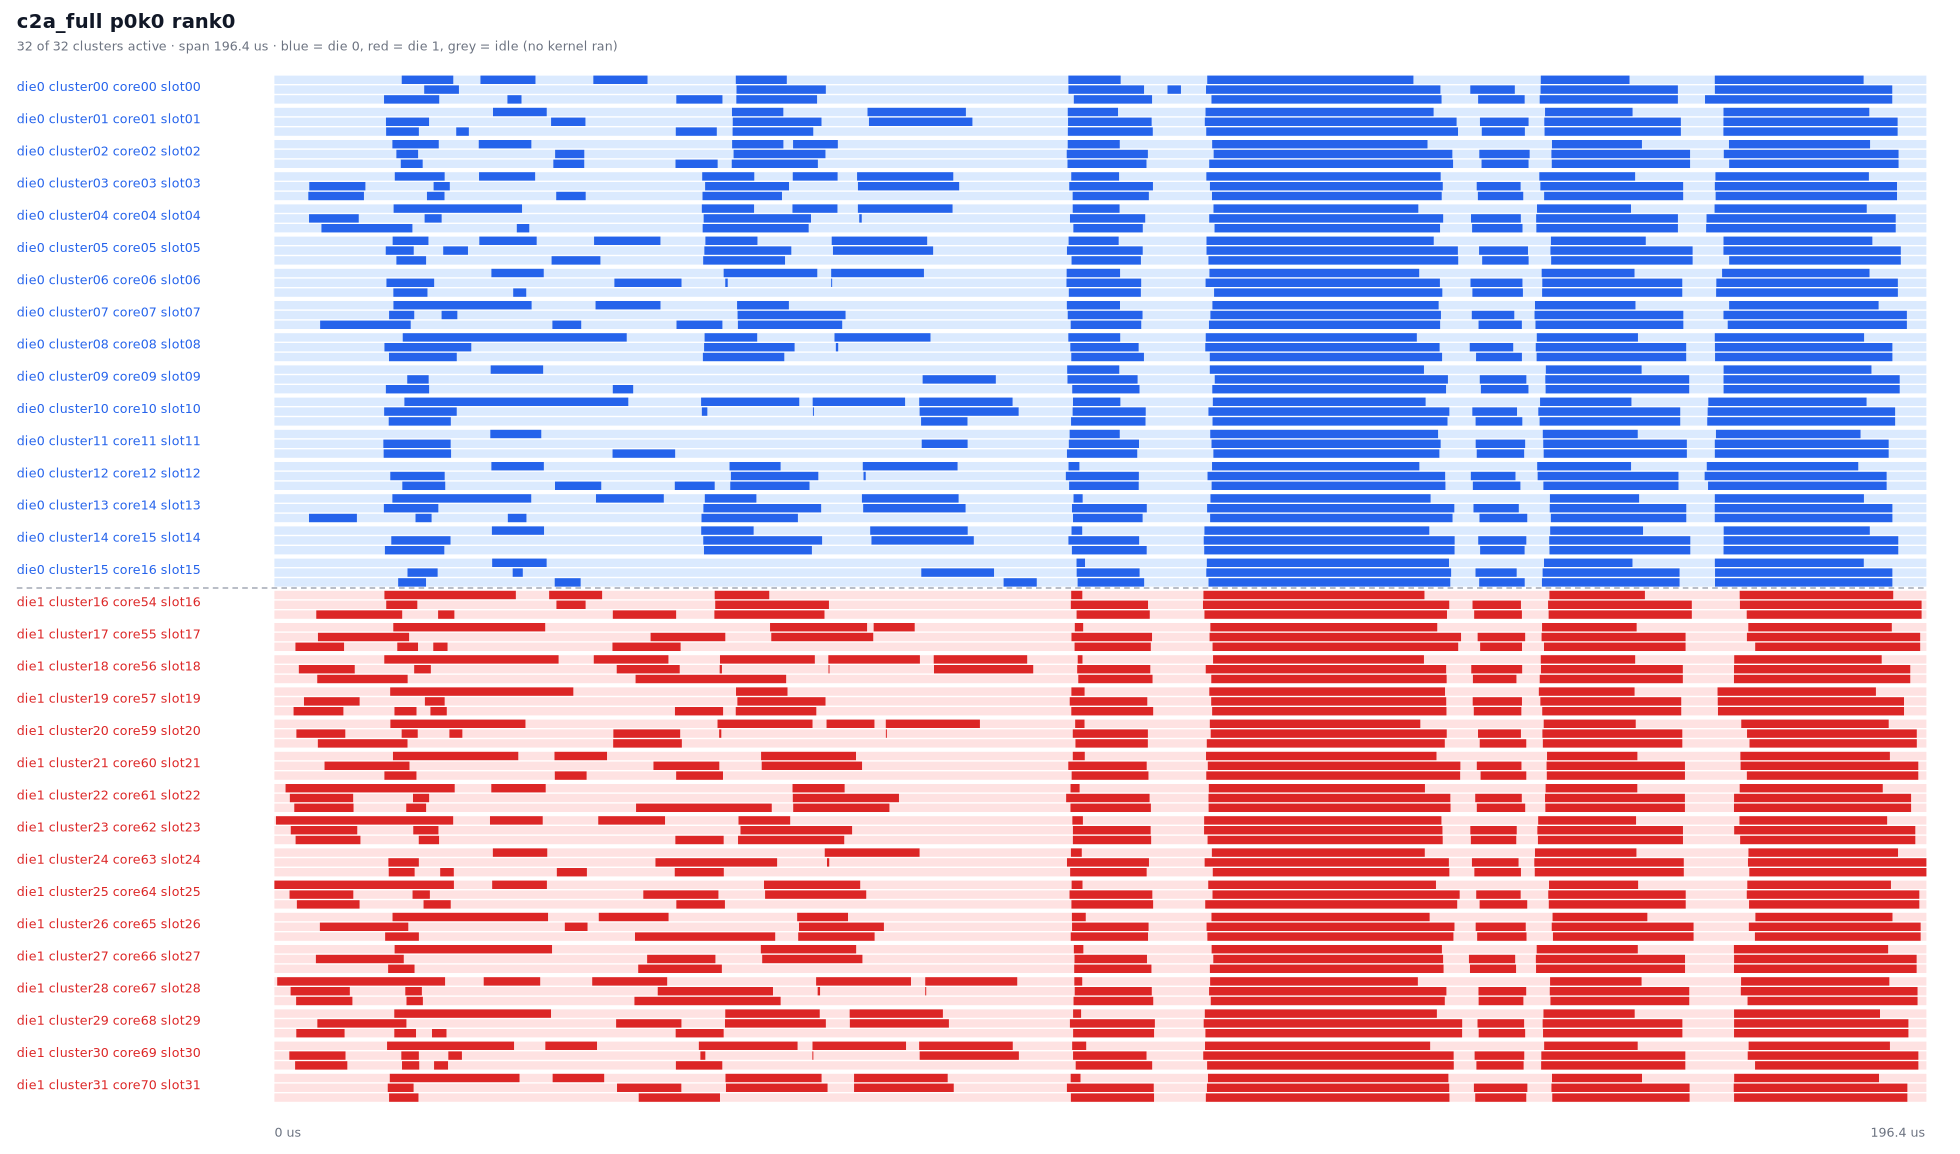 c2a_full p0k0 rank0
32 of 32 clusters active · span 196.4 us · blue = die 0, red = die 1, grey = idle (no kernel ran)
die0 cluster00 core00 slot00
die0 cluster01 core01 slot01
die0 cluster02 core02 slot02
die0 cluster03 core03 slot03
die0 cluster04 core04 slot04
die0 cluster05 core05 slot05
die0 cluster06 core06 slot06
die0 cluster07 core07 slot07
die0 cluster08 core08 slot08
die0 cluster09 core09 slot09
die0 cluster10 core10 slot10
die0 cluster11 core11 slot11
die0 cluster12 core12 slot12
die0 cluster13 core14 slot13
die0 cluster14 core15 slot14
die0 cluster15 core16 slot15
die1 cluster16 core54 slot16
die1 cluster17 core55 slot17
die1 cluster18 core56 slot18
die1 cluster19 core57 slot19
die1 cluster20 core59 slot20
die1 cluster21 core60 slot21
die1 cluster22 core61 slot22
die1 cluster23 core62 slot23
die1 cluster24 core63 slot24
die1 cluster25 core64 slot25
die1 cluster26 core65 slot26
die1 cluster27 core66 slot27
die1 cluster28 core67 slot28
die1 cluster29 core68 slot29
die1 cluster30 core69 slot30
die1 cluster31 core70 slot31
0 us
196.4 us